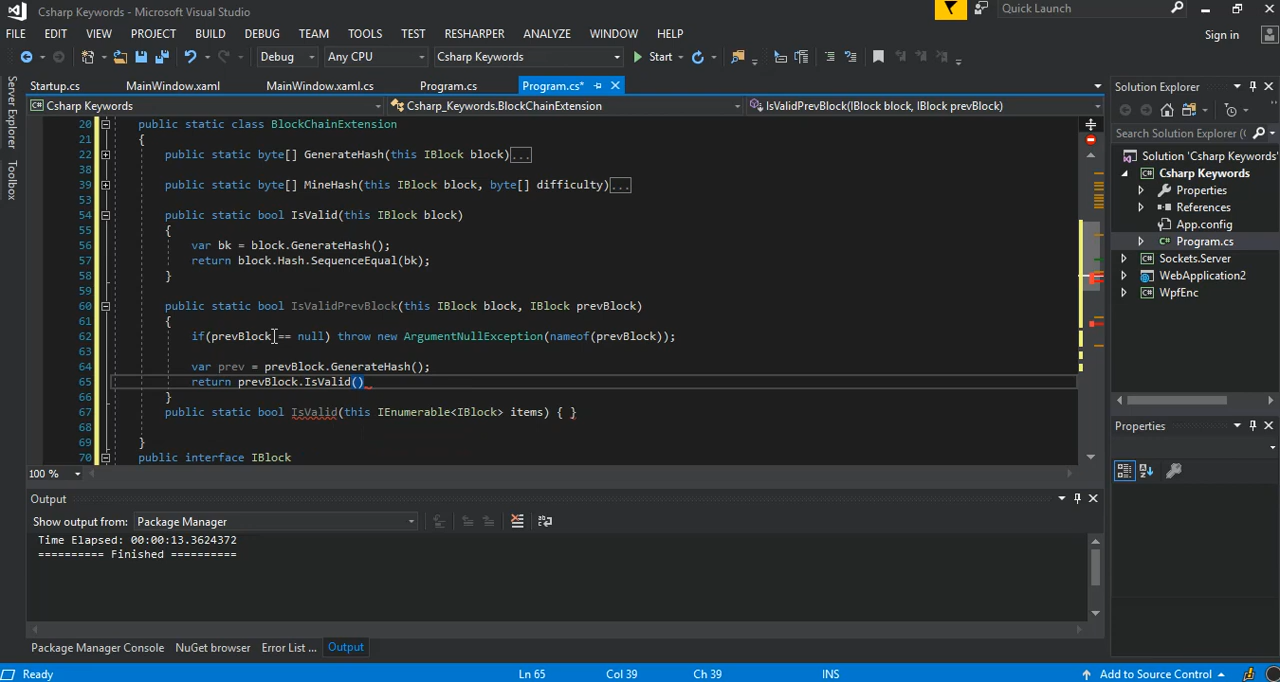 Csharp Keywords - Microsoft Visual Studio
Quick Launch
FILE EDIT VIEW PROJECT BUILD DEBUG TEAM TOOLS TEST RESHARPER ANALYZE WINDOW HELP
Sign in
Debug Any CPU Csharp Keywords Start
Server Explorer
Toolbox
Startup.cs MainWindow.xaml MainWindow.xaml.cs Program.cs Program.cs*
Csharp Keywords Csharp_Keywords.BlockChainExtension IsValidPrevBlock(IBlock block, IBlock prevBlock)
20 public static class BlockChainExtension
21 {
22 public static byte[] GenerateHash(this IBlock block)...
38
39 public static byte[] MineHash(this IBlock block, byte[] difficulty)...
53
54 public static bool IsValid(this IBlock block)
55 {
56 var bk = block.GenerateHash();
57 return block.Hash.SequenceEqual(bk);
58 }
59
60 public static bool IsValidPrevBlock(this IBlock block, IBlock prevBlock)
61 {
62 if(prevBlock == null) throw new ArgumentNullException(nameof(prevBlock));
63
64 var prev = prevBlock.GenerateHash();
65 return prevBlock.IsValid()
66 }
67 public static bool IsValid(this IEnumerable<IBlock> items) { }
68
69 }
70 public interface IBlock
100 %
Output
Show output from: Package Manager
Time Elapsed: 00:00:13.3624372
========== Finished ==========
Package Manager Console NuGet browser Error List ... Output
Solution Explorer
Search Solution Explorer (
Solution 'Csharp Keywords'
Csharp Keywords
Properties
References
App.config
Program.cs
Sockets.Server
WebApplication2
WpfEnc
Properties
Ready Ln 65 Col 39 Ch 39 INS Add to Source Control